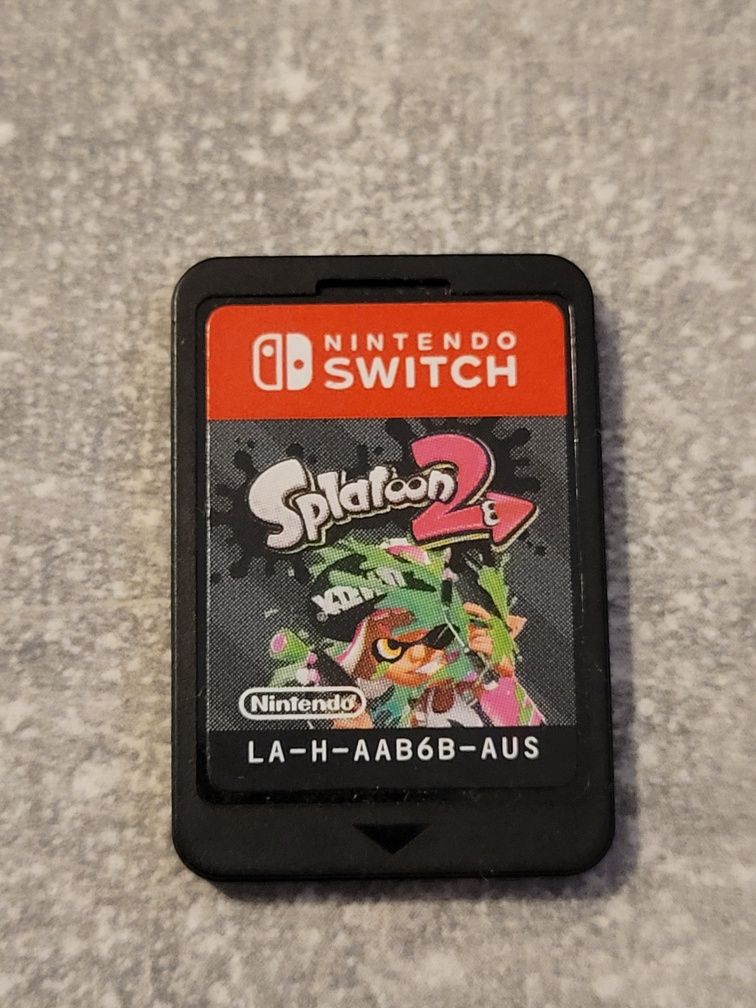 NINTENDO
SWITCH
Splatoon 2
Nintendo
LA-H-AAB6B-AUS